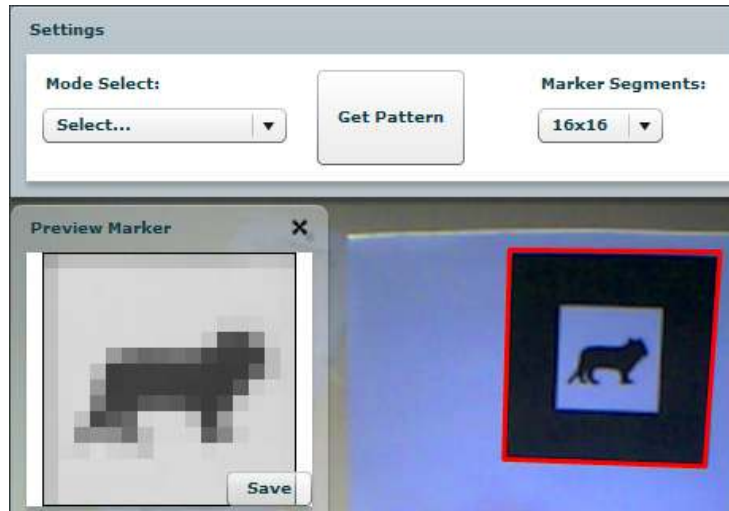 Settings
Mode Select:
Marker Segments:
Select...
Get Pattern
16x16
Preview Marker
Save